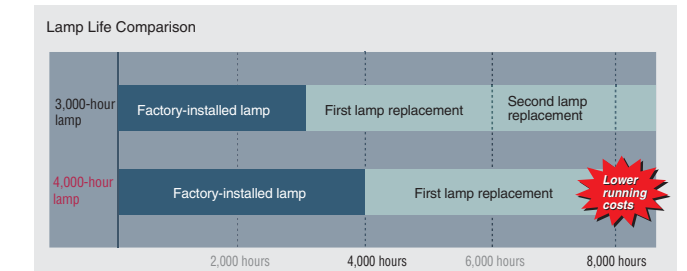 Lamp Life Comparison
3,000-hour
lamp
Factory-installed lamp
First lamp replacement
Second lamp
replacement
4,000-hour
lamp
Factory-installed lamp
First lamp replacement
Lower
running
costs
2,000 hours
4,000 hours
6,000 hours
8,000 hours